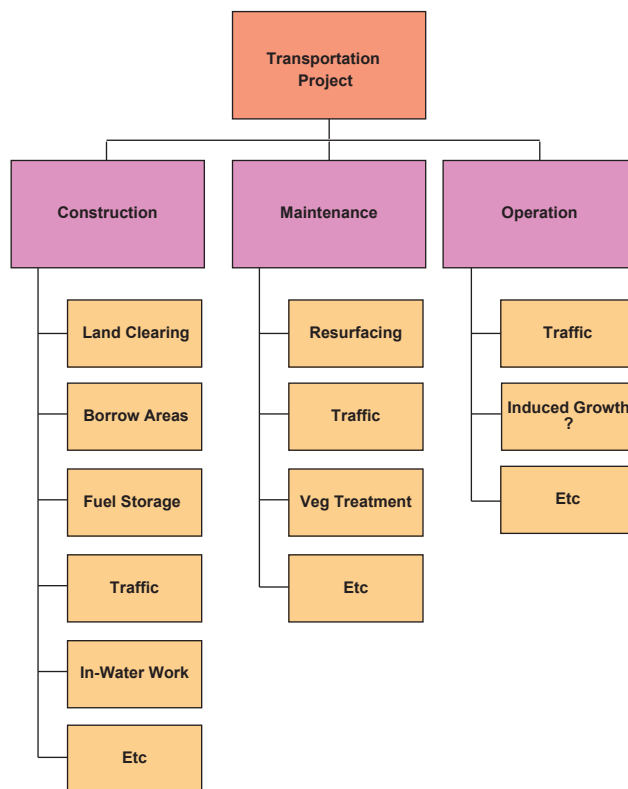 Transportation
Project
Construction
Maintenance
Operation
Land Clearing
Borrow Areas
Fuel Storage
Traffic
In-Water Work
Etc
Resurfacing
Traffic
Veg Treatment
Etc
Traffic
Induced Growth
?
Etc